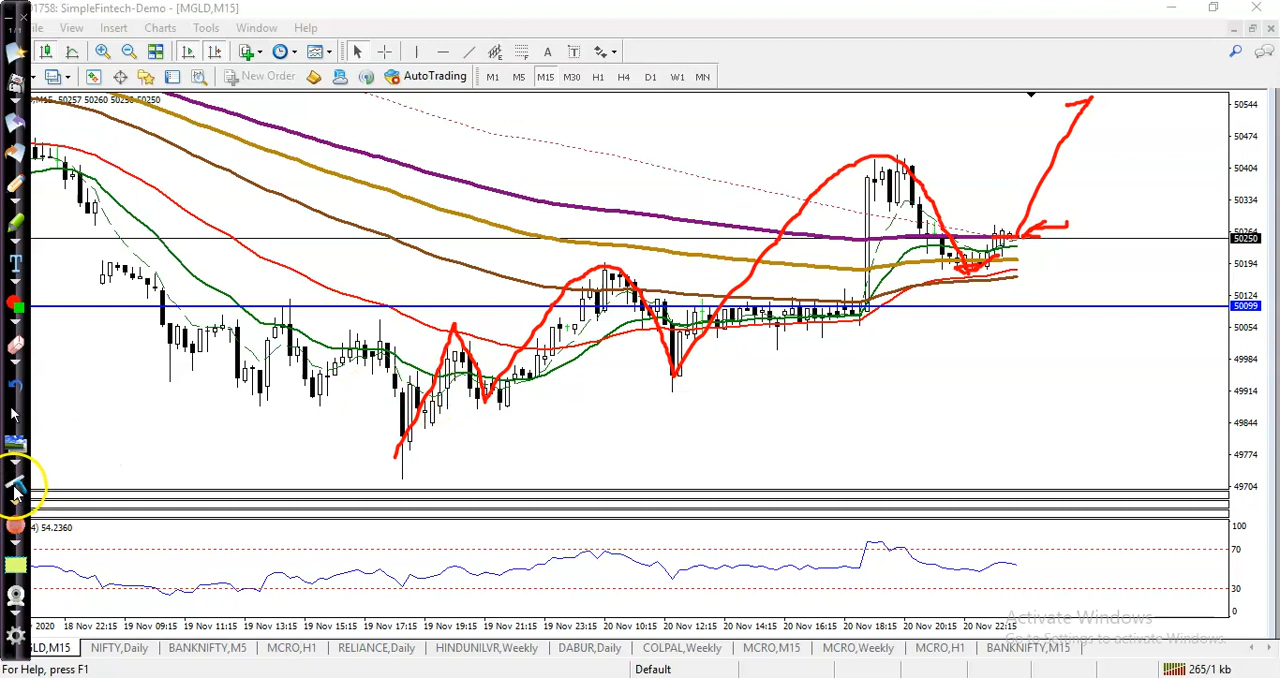 01758: SimpleFintech-Demo - [MGLD,M15]
ile View Insert Charts Tools Window Help
New Order AutoTrading M1 M5 M15 M30 H1 H4 D1 W1 MN
,M15 50257 50260 50250 50250
50544
50474
50404
50334
50264
50250
50194
50124
50099
50054
49984
49914
49844
49774
49704
4) 54.2360
100
70
30
0
2020 18 Nov 22:15 19 Nov 09:15 19 Nov 11:15 19 Nov 13:15 19 Nov 15:15 19 Nov 17:15 19 Nov 19:15 19 Nov 21:15 19 Nov 23:15 20 Nov 10:15 20 Nov 12:15 20 Nov 14:15 20 Nov 16:15 20 Nov 18:15 20 Nov 20:15 20 Nov 22:15
Activate Windows
Go to Settings to activate Windows.
GLD,M15 NIFTY,Daily BANKNIFTY,M5 MCRO,H1 RELIANCE,Daily HINDUNILVR,Weekly DABUR,Daily COLPAL,Weekly MCRO,M15 MCRO,Weekly MCRO,H1 BANKNIFTY,M15
For Help, press F1 Default 265/1 kb